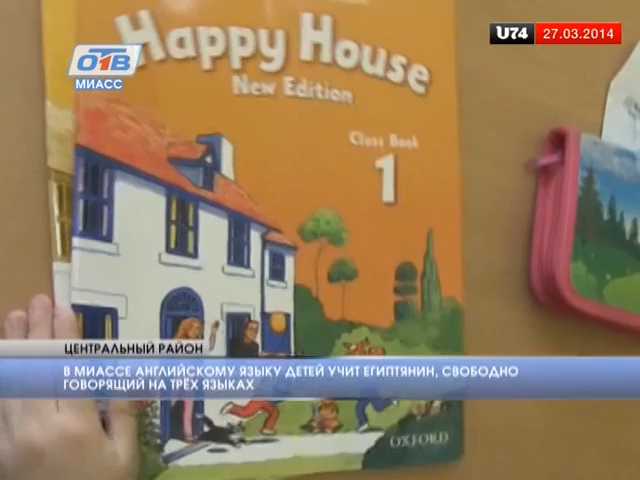 ОТВ
МИАСС
U74 27.03.2014
Happy House
New Edition
Class Book
1
ЦЕНТРАЛЬНЫЙ РАЙОН
В МИАССЕ АНГЛИЙСКОМУ ЯЗЫКУ ДЕТЕЙ УЧИТ ЕГИПТЯНИН, СВОБОДНО
ГОВОРЯЩИЙ НА ТРЁХ ЯЗЫКАХ
OXFORD